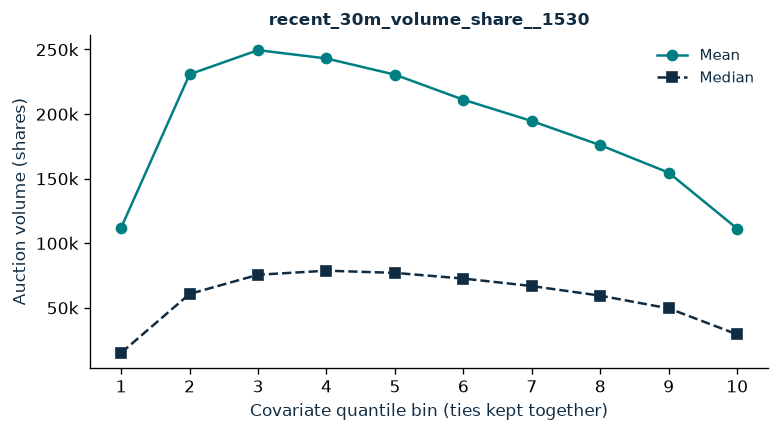 recent_30m_volume_share__1530
Mean
Median
250k
200k
150k
100k
50k
Auction volume (shares)
1 2 3 4 5 6 7 8 9 10
Covariate quantile bin (ties kept together)